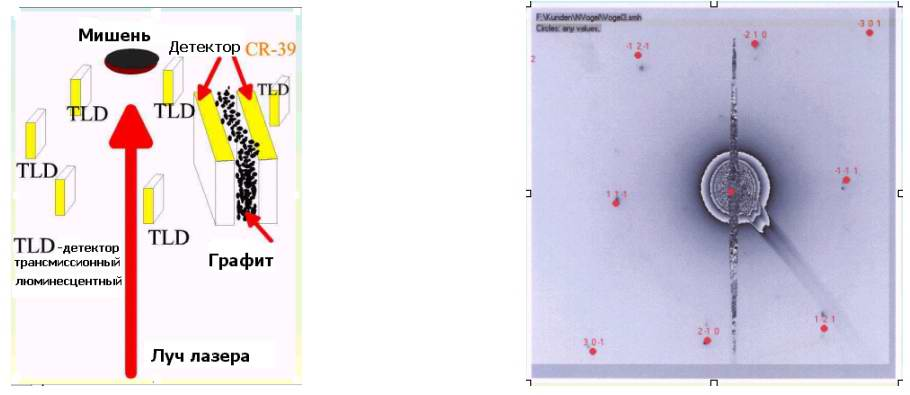 Мишень
Детектор CR-39
TLD
TLD
TLD
TLD
TLD
TLD
TLD-детектор
трансмиссионный
люминесцентный
Графит
Луч лазера
F:\Kunden\NVogel\Vogel3.smh
Circles: any values.
-3 0 1
-2 1 0
-1 2-1
2
-1-1 1
1 1-1
1-2 1
2-1 0
3 0-1